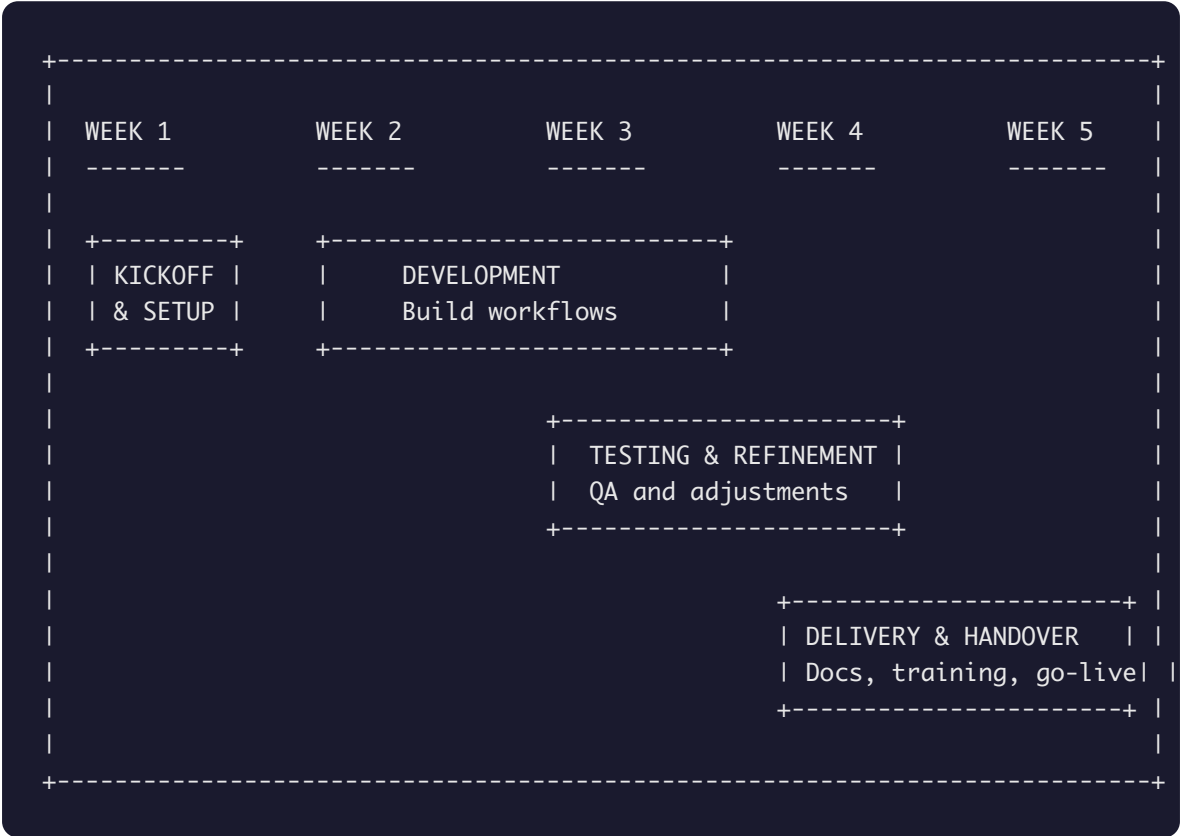 WEEK 1 WEEK 2 WEEK 3 WEEK 4 WEEK 5
KICKOFF DEVELOPMENT
& SETUP Build workflows
TESTING & REFINEMENT
QA and adjustments
DELIVERY & HANDOVER
Docs, training, go-live